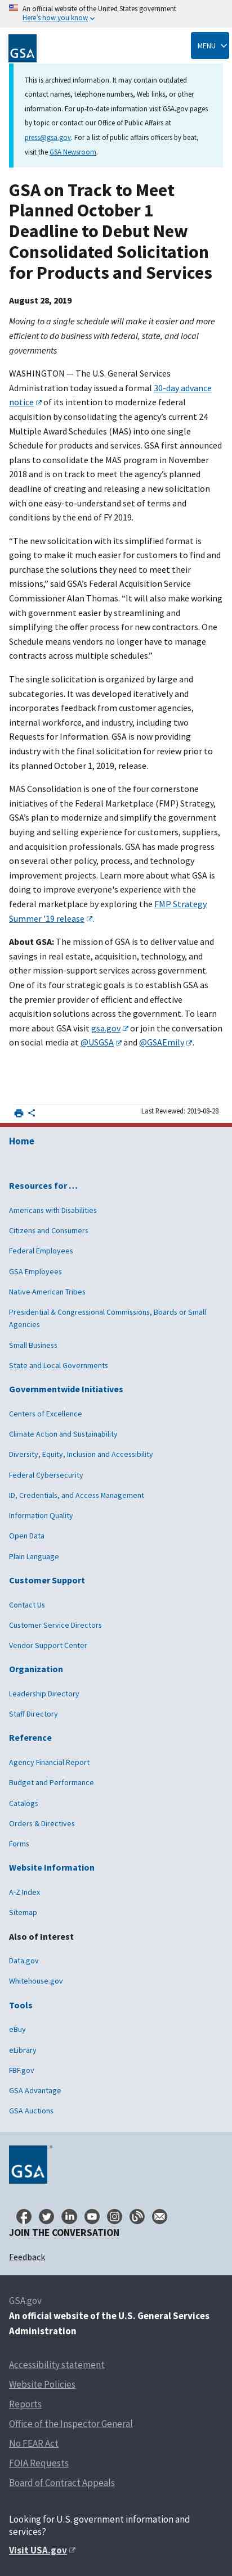 An official website of the United States government
Here's how you know
GSA
MENU
This is archived information. It may contain outdated
contact names, telephone numbers, Web links, or other
information. For up-to-date information visit GSA.gov pages
by topic or contact our Office of Public Affairs at
press@gsa.gov. For a list of public affairs officers by beat,
visit the GSA Newsroom.
GSA on Track to Meet
Planned October 1
Deadline to Debut New
Consolidated Solicitation
for Products and Services
August 28, 2019
Moving to a single schedule will make it easier and more
efficient to do business with federal, state, and local
governments
WASHINGTON — The U.S. General Services
Administration today issued a formal 30-day advance
notice of its intention to modernize federal
acquisition by consolidating the agency's current 24
Multiple Award Schedules (MAS) into one single
Schedule for products and services. GSA first announced
plans to consolidate the MAS program in November
2018 and is on track to meet the agency's planned
deadline of creating and releasing a new solicitation
with one easy-to-understand set of terms and
conditions by the end of FY 2019.
"The new solicitation with its simplified format is
going to make it easier for customers to find and
purchase the solutions they need to meet their
missions," said GSA's Federal Acquisition Service
Commissioner Alan Thomas. "It will also make working
with government easier by streamlining and
simplifying the offer process for new contractors. One
Schedule means they no longer have to manage
contracts across multiple schedules."
The single solicitation is organized by large category and
subcategories. It was developed iteratively and
incorporates feedback from customer agencies,
internal workforce, and industry, including two
Requests for Information. GSA is now providing
industry with the final solicitation for review prior to
its planned October 1, 2019, release.
MAS Consolidation is one of the four cornerstone
initiatives of Federal Marketplace (FMP) Strategy,
GSA's plan to modernize and simplify the government
buying and selling experience for customers, suppliers,
and acquisition professionals. GSA has made progress
on several other policy, process, and technology
improvement projects. Learn more about what GSA is
doing to improve everyone's experience with the
federal marketplace by exploring the FMP Strategy
Summer '19 release.
About GSA: The mission of GSA is to deliver value and
savings in real estate, acquisition, technology, and
other mission-support services across the government.
One of our strategic goals is to establish GSA as the
premier provider of efficient and effective
acquisition solutions across the government. To learn
more about GSA visit gsa.gov or join the conversation
on social media at @USGSA and @GSAEmily.
Last Reviewed: 2019-08-28
Home
Resources for …
Americans with Disabilities
Citizens and Consumers
Federal Employees
GSA Employees
Native American Tribes
Presidential & Congressional Commissions, Boards or Small
Agencies
Small Business
State and Local Governments
Governmentwide Initiatives
Centers of Excellence
Climate Action and Sustainability
Diversity, Equity, Inclusion and Accessibility
Federal Cybersecurity
ID, Credentials, and Access Management
Information Quality
Open Data
Plain Language
Customer Support
Contact Us
Customer Service Directors
Vendor Support Center
Organization
Leadership Directory
Staff Directory
Reference
Agency Financial Report
Budget and Performance
Catalogs
Orders & Directives
Forms
Website Information
A-Z Index
Sitemap
Also of Interest
Data.gov
Whitehouse.gov
Tools
eBuy
eLibrary
FBF.gov
GSA Advantage
GSA Auctions
GSA
JOIN THE CONVERSATION
Feedback
GSA.gov
An official website of the U.S. General Services
Administration
Accessibility statement
Website Policies
Reports
Office of the Inspector General
No FEAR Act
FOIA Requests
Board of Contract Appeals
Looking for U.S. government information and
services?
Visit USA.gov